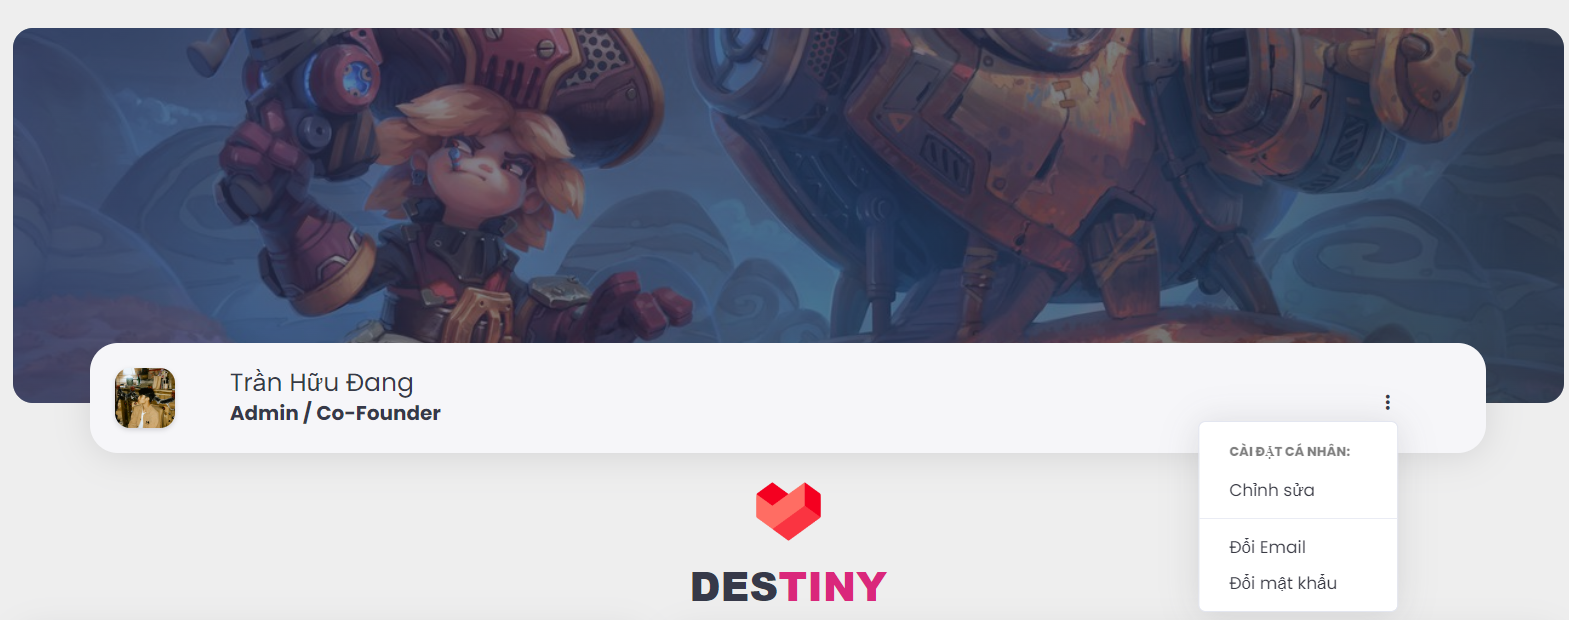 Trần Hữu Đang
Admin / Co-Founder
CÀI ĐẶT CÁ NHÂN:
Chỉnh sửa
Đổi Email
Đổi mật khẩu
DESTINY